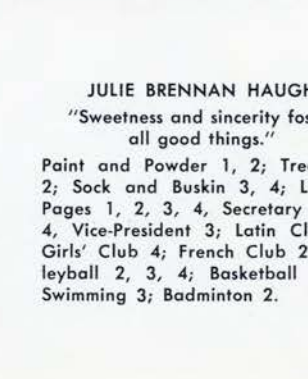 JULIE BRENNAN HAUGH
"Sweetness and sincerity fos
all good things."
Paint and Powder 1, 2; Tre
2; Sock and Buskin 3, 4; L
Pages 1, 2, 3, 4, Secretary
4, Vice-President 3; Latin Cl
Girls' Club 4; French Club 2
leyball 2, 3, 4; Basketball
Swimming 3; Badminton 2.